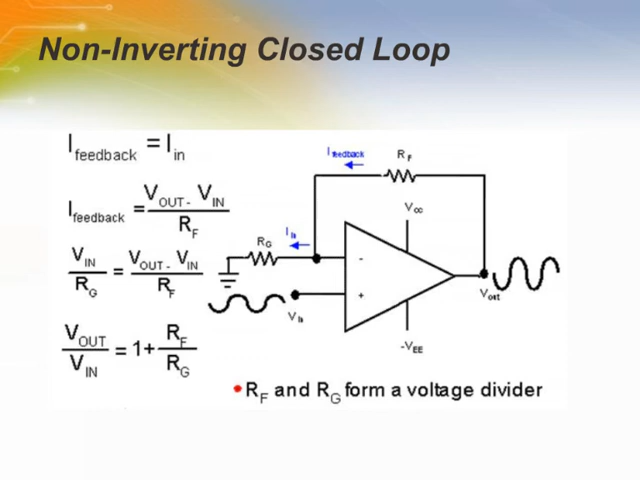 Non-Inverting Closed Loop
I feedback = I in
I feedback = V OUT - V IN / R F
V IN / R G = V OUT - V IN / R F
V OUT / V IN = 1+ R F / R G
I feedback
R F
V CC
I in
R G
-
+
V in
V out
-V EE
• R F and R G form a voltage divider